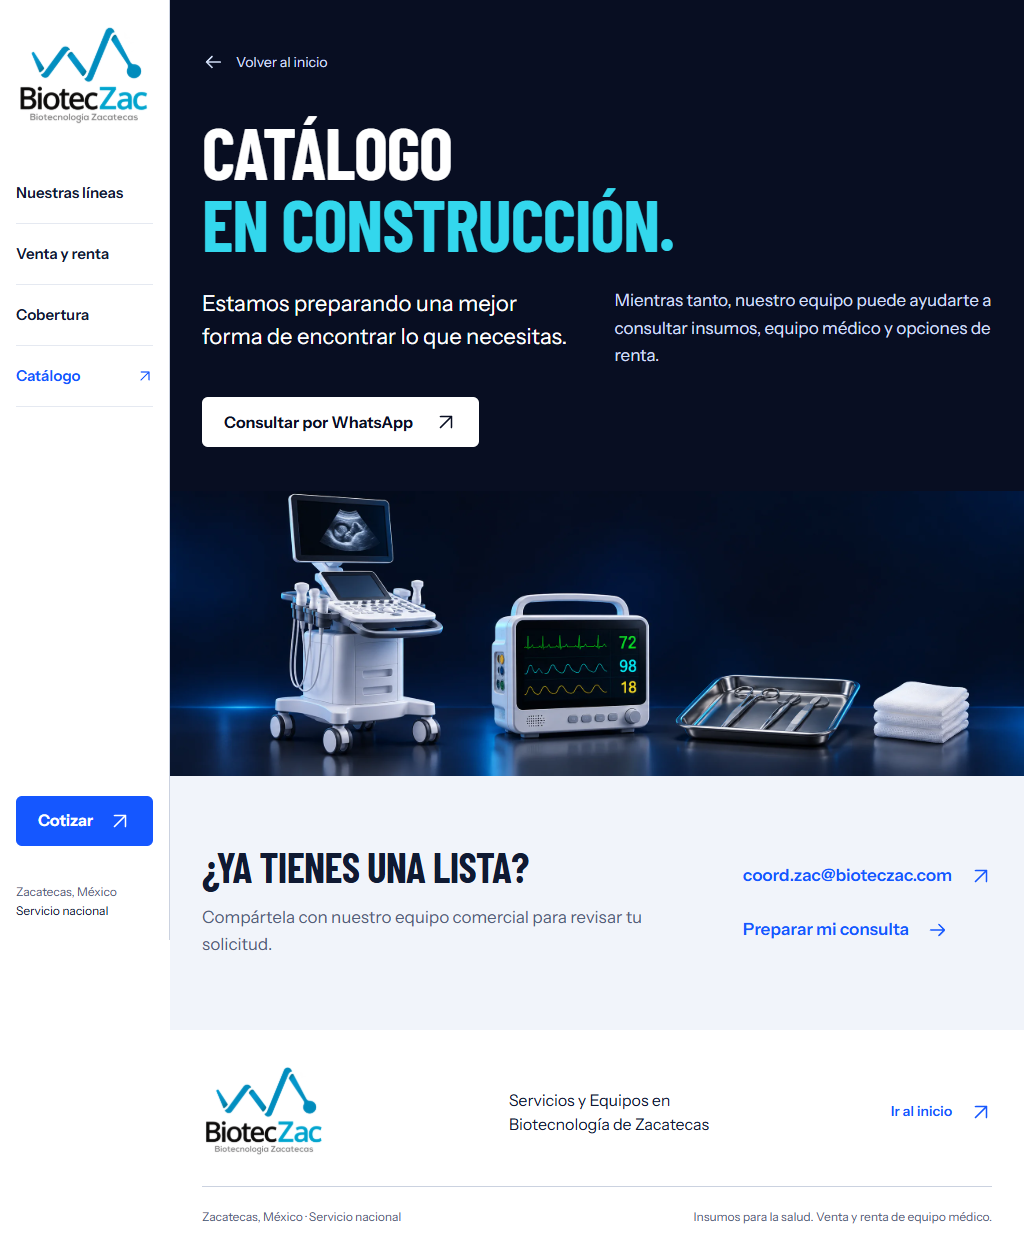 BiotecZac
Biotecnología Zacatecas
Nuestras líneas
Venta y renta
Cobertura
Catálogo
Cotizar
Zacatecas, México
Servicio nacional
Volver al inicio
CATÁLOGO
EN CONSTRUCCIÓN.
Estamos preparando una mejor
forma de encontrar lo que necesitas.
Mientras tanto, nuestro equipo puede ayudarte a
consultar insumos, equipo médico y opciones de
renta.
Consultar por WhatsApp
72
98
18
¿YA TIENES UNA LISTA?
Compártela con nuestro equipo comercial para revisar tu
solicitud.
coord.zac@bioteczac.com
Preparar mi consulta
BiotecZac
Biotecnología Zacatecas
Servicios y Equipos en
Biotecnología de Zacatecas
Ir al inicio
Zacatecas, México · Servicio nacional
Insumos para la salud. Venta y renta de equipo médico.